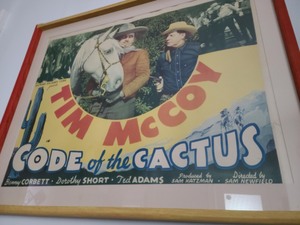 TIM McCOY
CODE of the CACTUS
Benny CORBETT - Dorothy SHORT - Ted ADAMS
Produced by
SAM KATZMAN
Directed by
SAM NEWFIELD